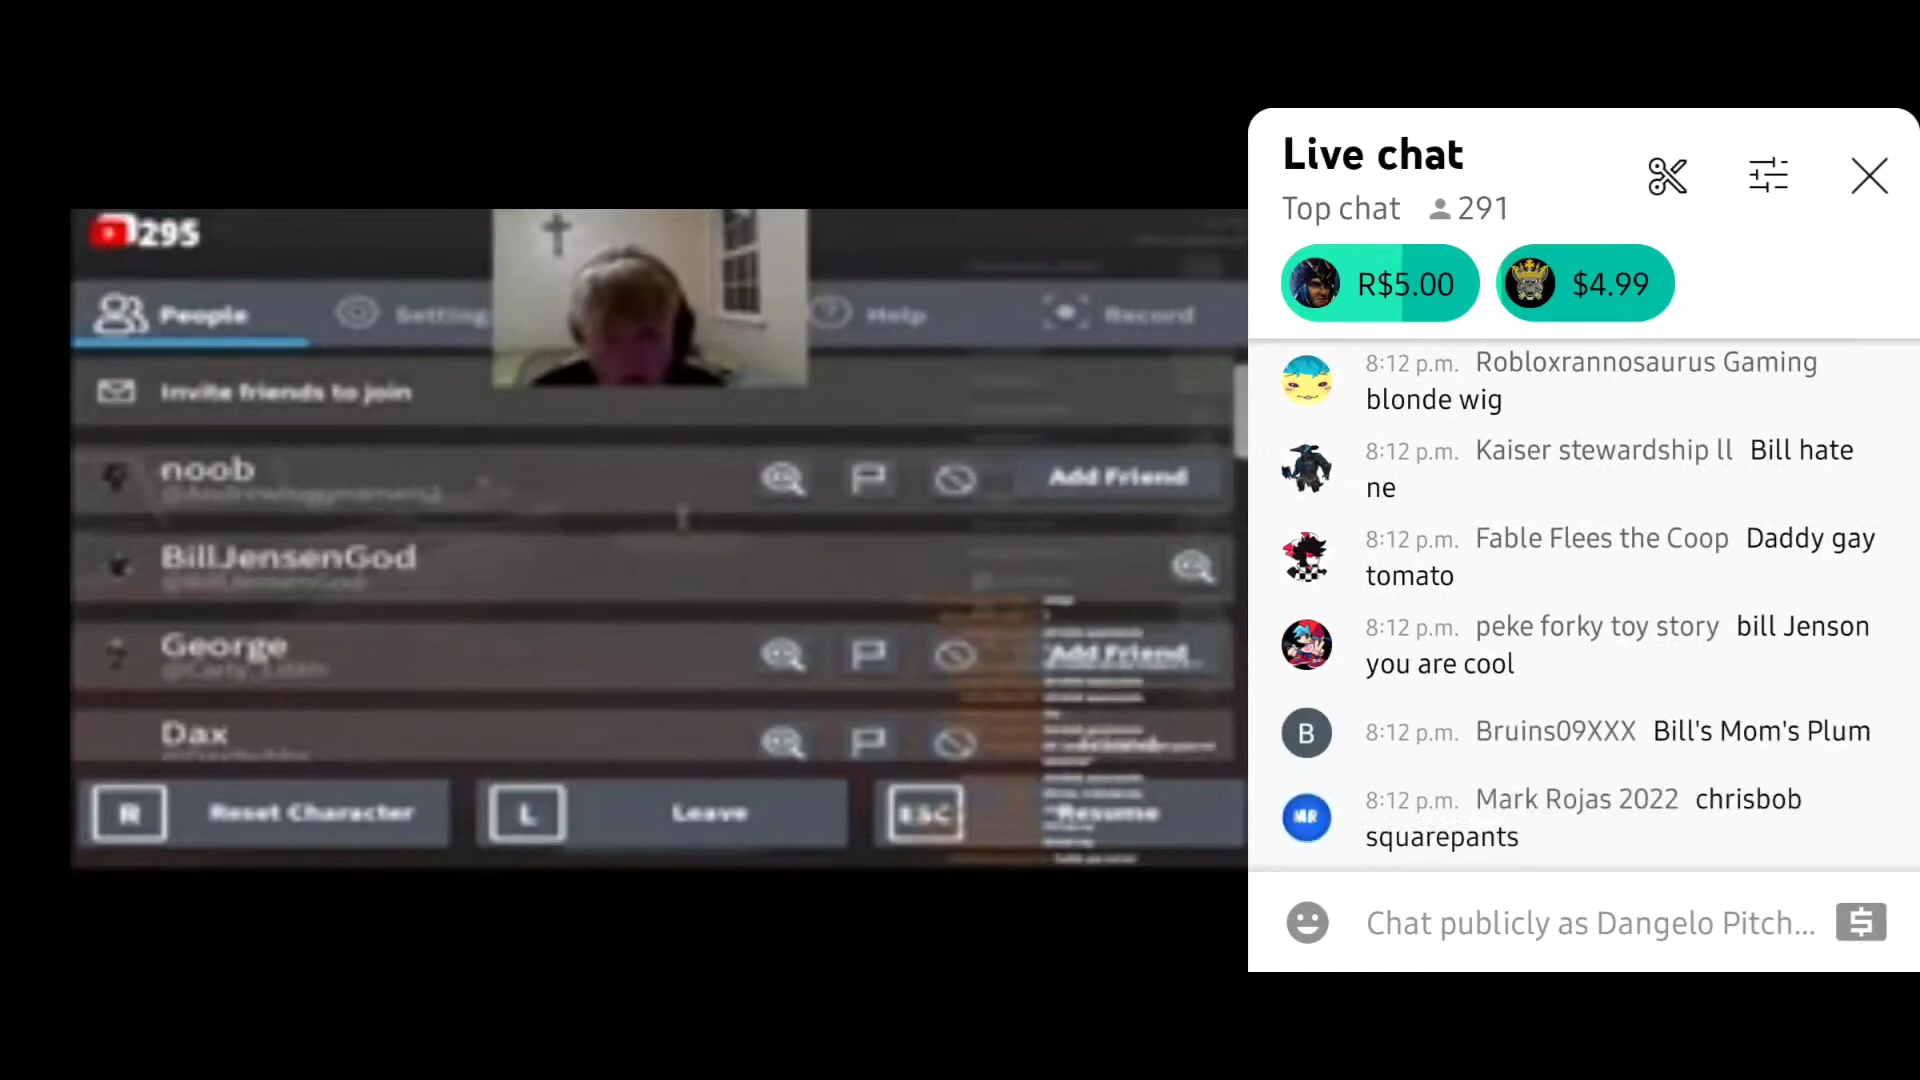 295
People
Setting
Help
Record
Invite friends to join
noob
Add Friend
BillJensenGod
@BillJensenGod
George
Add Friend
Dax
R
Reset Character
L
Leave
ESC
Resume
Live chat
Top chat 291
R$5.00
$4.99
8:12 p.m. Robloxrannosaurus Gaming
blonde wig
8:12 p.m. Kaiser stewardship ll Bill hate
ne
8:12 p.m. Fable Flees the Coop Daddy gay
tomato
8:12 p.m. peke forky toy story bill Jenson
you are cool
B
8:12 p.m. Bruins09XXX Bill's Mom's Plum
MR
8:12 p.m. Mark Rojas 2022 chrisbob
squarepants
Chat publicly as Dangelo Pitch...